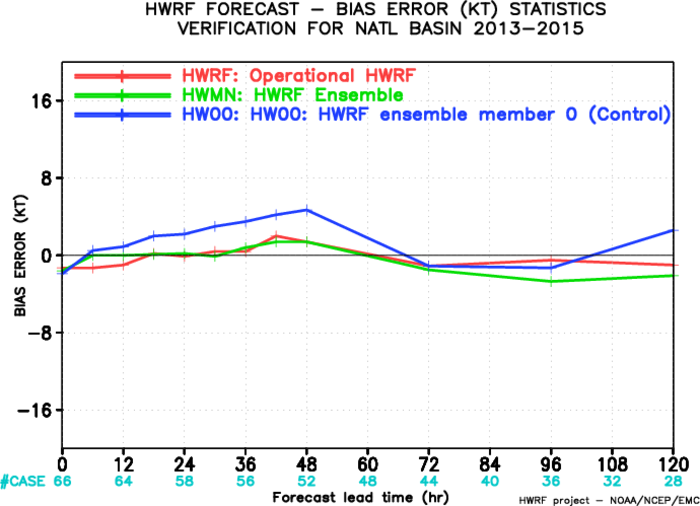 HWRF FORECAST − BIAS ERROR (KT) STATISTICS
VERIFICATION FOR NATL BASIN 2013−2015
HWRF: Operational HWRF
HWMN: HWRF Ensemble
HW00: HW00: HWRF ensemble member 0 (Control)
BIAS ERROR (KT)
16
8
0
−8
−16
0 12 24 36 48 60 72 84 96 108 120
#CASE 66 64 58 56 52 48 44 40 36 32 28
Forecast lead time (hr)
HWRF project − NOAA/NCEP/EMC